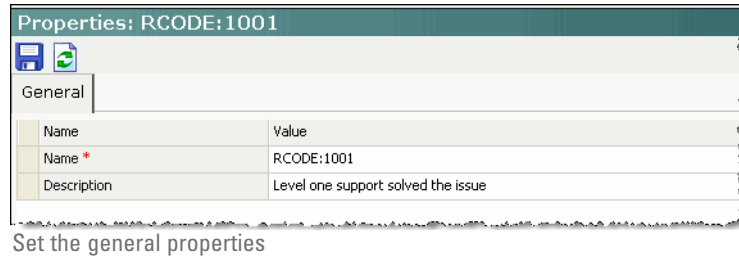 Properties: RCODE:1001
General
Name Value
Name * RCODE:1001
Description Level one support solved the issue
Set the general properties